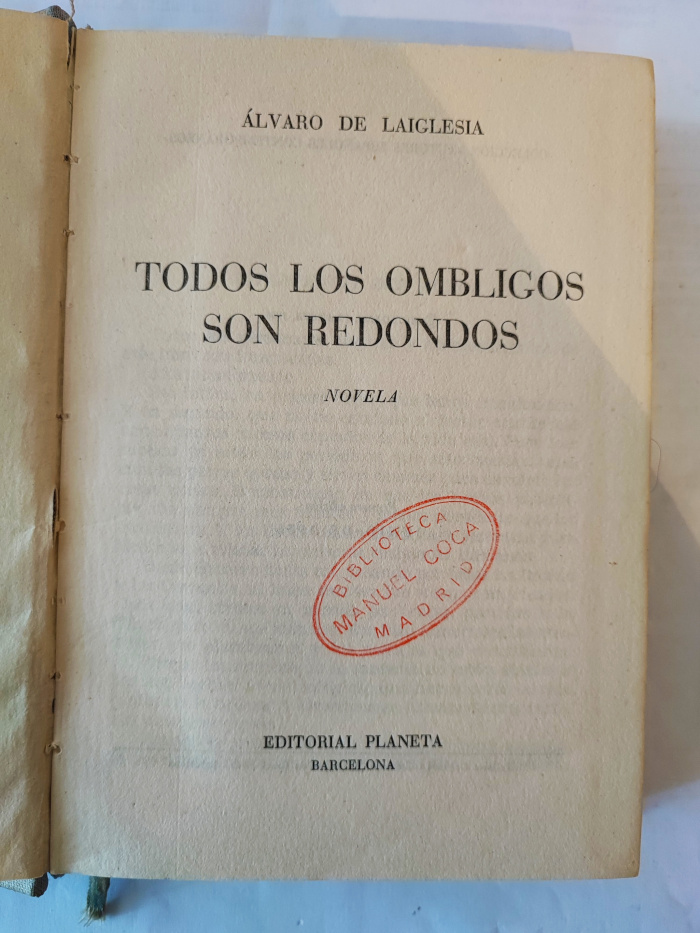 ÁLVARO DE LAIGLESIA
TODOS LOS OMBLIGOS
SON REDONDOS
NOVELA
BIBLIOTECA
MANUEL COCA
MADRID
EDITORIAL PLANETA
BARCELONA